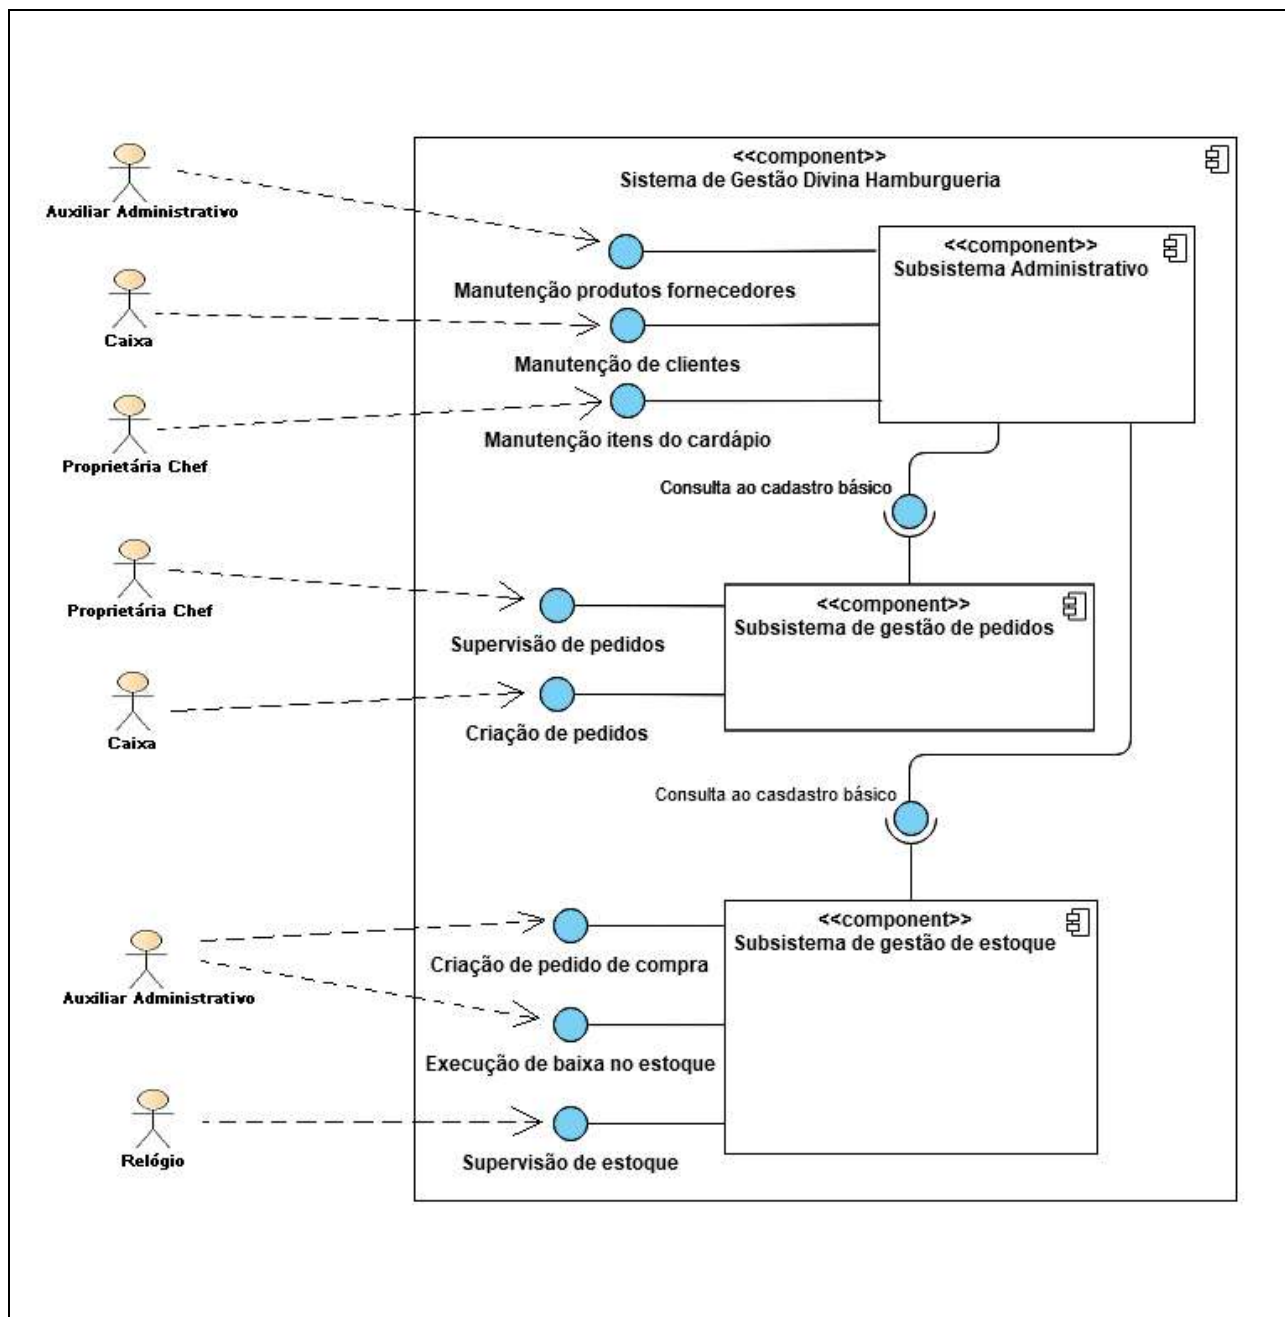 <<component>>
Sistema de Gestão Divina Hamburgueria
Auxiliar Administrativo
<<component>>
Subsistema Administrativo
Manutenção produtos fornecedores
Caixa
Manutenção de clientes
Proprietária Chef
Manutenção itens do cardápio
Consulta ao cadastro básico
Proprietária Chef
<<component>>
Subsistema de gestão de pedidos
Supervisão de pedidos
Caixa
Criação de pedidos
Consulta ao casdastro básico
<<component>>
Subsistema de gestão de estoque
Auxiliar Administrativo
Criação de pedido de compra
Execução de baixa no estoque
Relógio
Supervisão de estoque